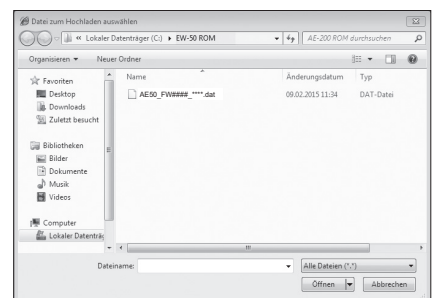 Datei zum Hochladen auswählen
« Lokaler Datenträger (C:) ▸ EW-50 ROM
AE-200 ROM durchsuchen
Organisieren ▾ Neuer Ordner
Name Änderungsdatum Typ
AE50_FW####_****.dat 09.02.2015 11:34 DAT-Datei
Favoriten
Desktop
Downloads
Zuletzt besucht
Bibliotheken
Bilder
Dokumente
Musik
Videos
Computer
Lokaler Datenträg
Dateiname: Alle Dateien (*.*)
Öffnen Abbrechen